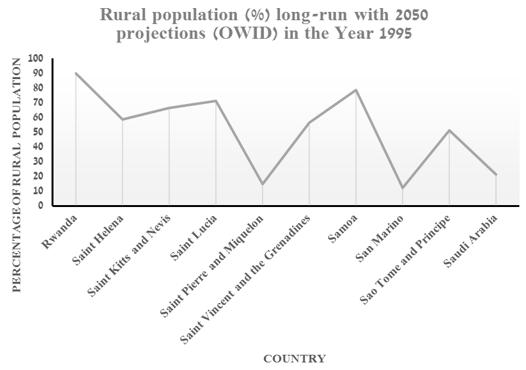 Rural population (%) long-run with 2050
projections (OWID) in the Year 1995
PERCENTAGE OF RURAL POPULATION
100
90
80
70
60
50
40
30
20
10
0
Rwanda
Saint Helena
Saint Kitts and Nevis
Saint Lucia
Saint Pierre and Miquelon
Saint Vincent and the Grenadines
Samoa
San Marino
Sao Tome and Principe
Saudi Arabia
COUNTRY